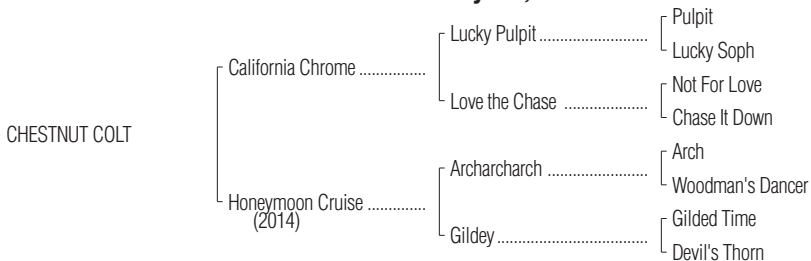 Pulpit
Lucky Pulpit
Lucky Soph
California Chrome
Not For Love
Love the Chase
Chase It Down
CHESTNUT COLT
Arch
Archarcharch
Woodman's Dancer
Honeymoon Cruise
(2014)
Gilded Time
Gildey
Devil's Thorn